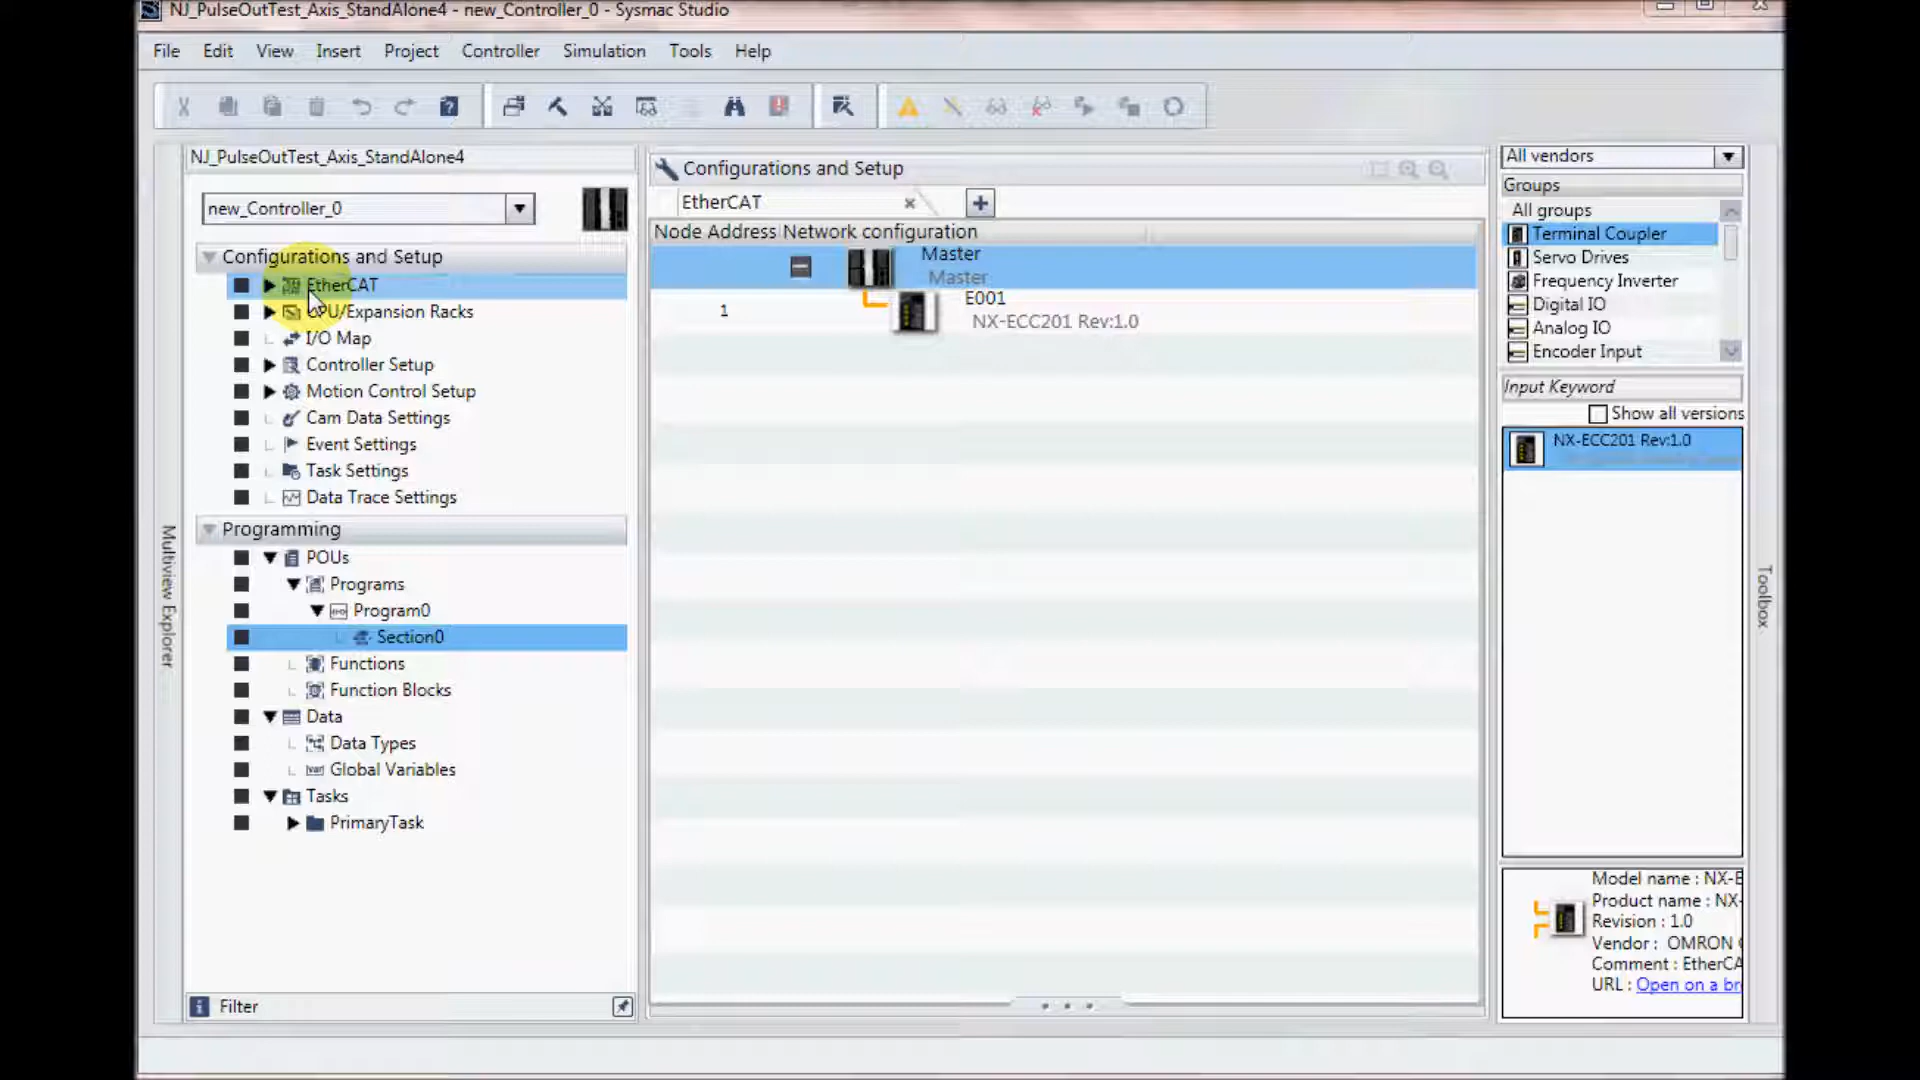 NJ_PulseOutTest_Axis_StandAlone4 - new_Controller_0 - Sysmac Studio
File Edit View Insert Project Controller Simulation Tools Help
NJ_PulseOutTest_Axis_StandAlone4
new_Controller_0
Configurations and Setup
EtherCAT
CPU/Expansion Racks
I/O Map
Controller Setup
Motion Control Setup
Cam Data Settings
Event Settings
Task Settings
Data Trace Settings
Programming
POUs
Programs
Program0
Section0
Functions
Function Blocks
Data
Data Types
Global Variables
Tasks
PrimaryTask
Filter
Multiview Explorer
Configurations and Setup
EtherCAT
Node Address Network configuration
Master
Master
1
E001
NX-ECC201 Rev:1.0
All vendors
Groups
All groups
Terminal Coupler
Servo Drives
Frequency Inverter
Digital IO
Analog IO
Encoder Input
Input Keyword
Show all versions
NX-ECC201 Rev:1.0
Model name : NX-E
Product name : NX-
Revision : 1.0
Vendor : OMRON
Comment : EtherCA
URL : Open on a br
Toolbox